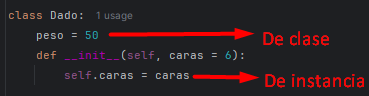 class Dado: 1 usage
peso = 50 De clase
def __init__(self, caras = 6):
self.caras = caras De instancia